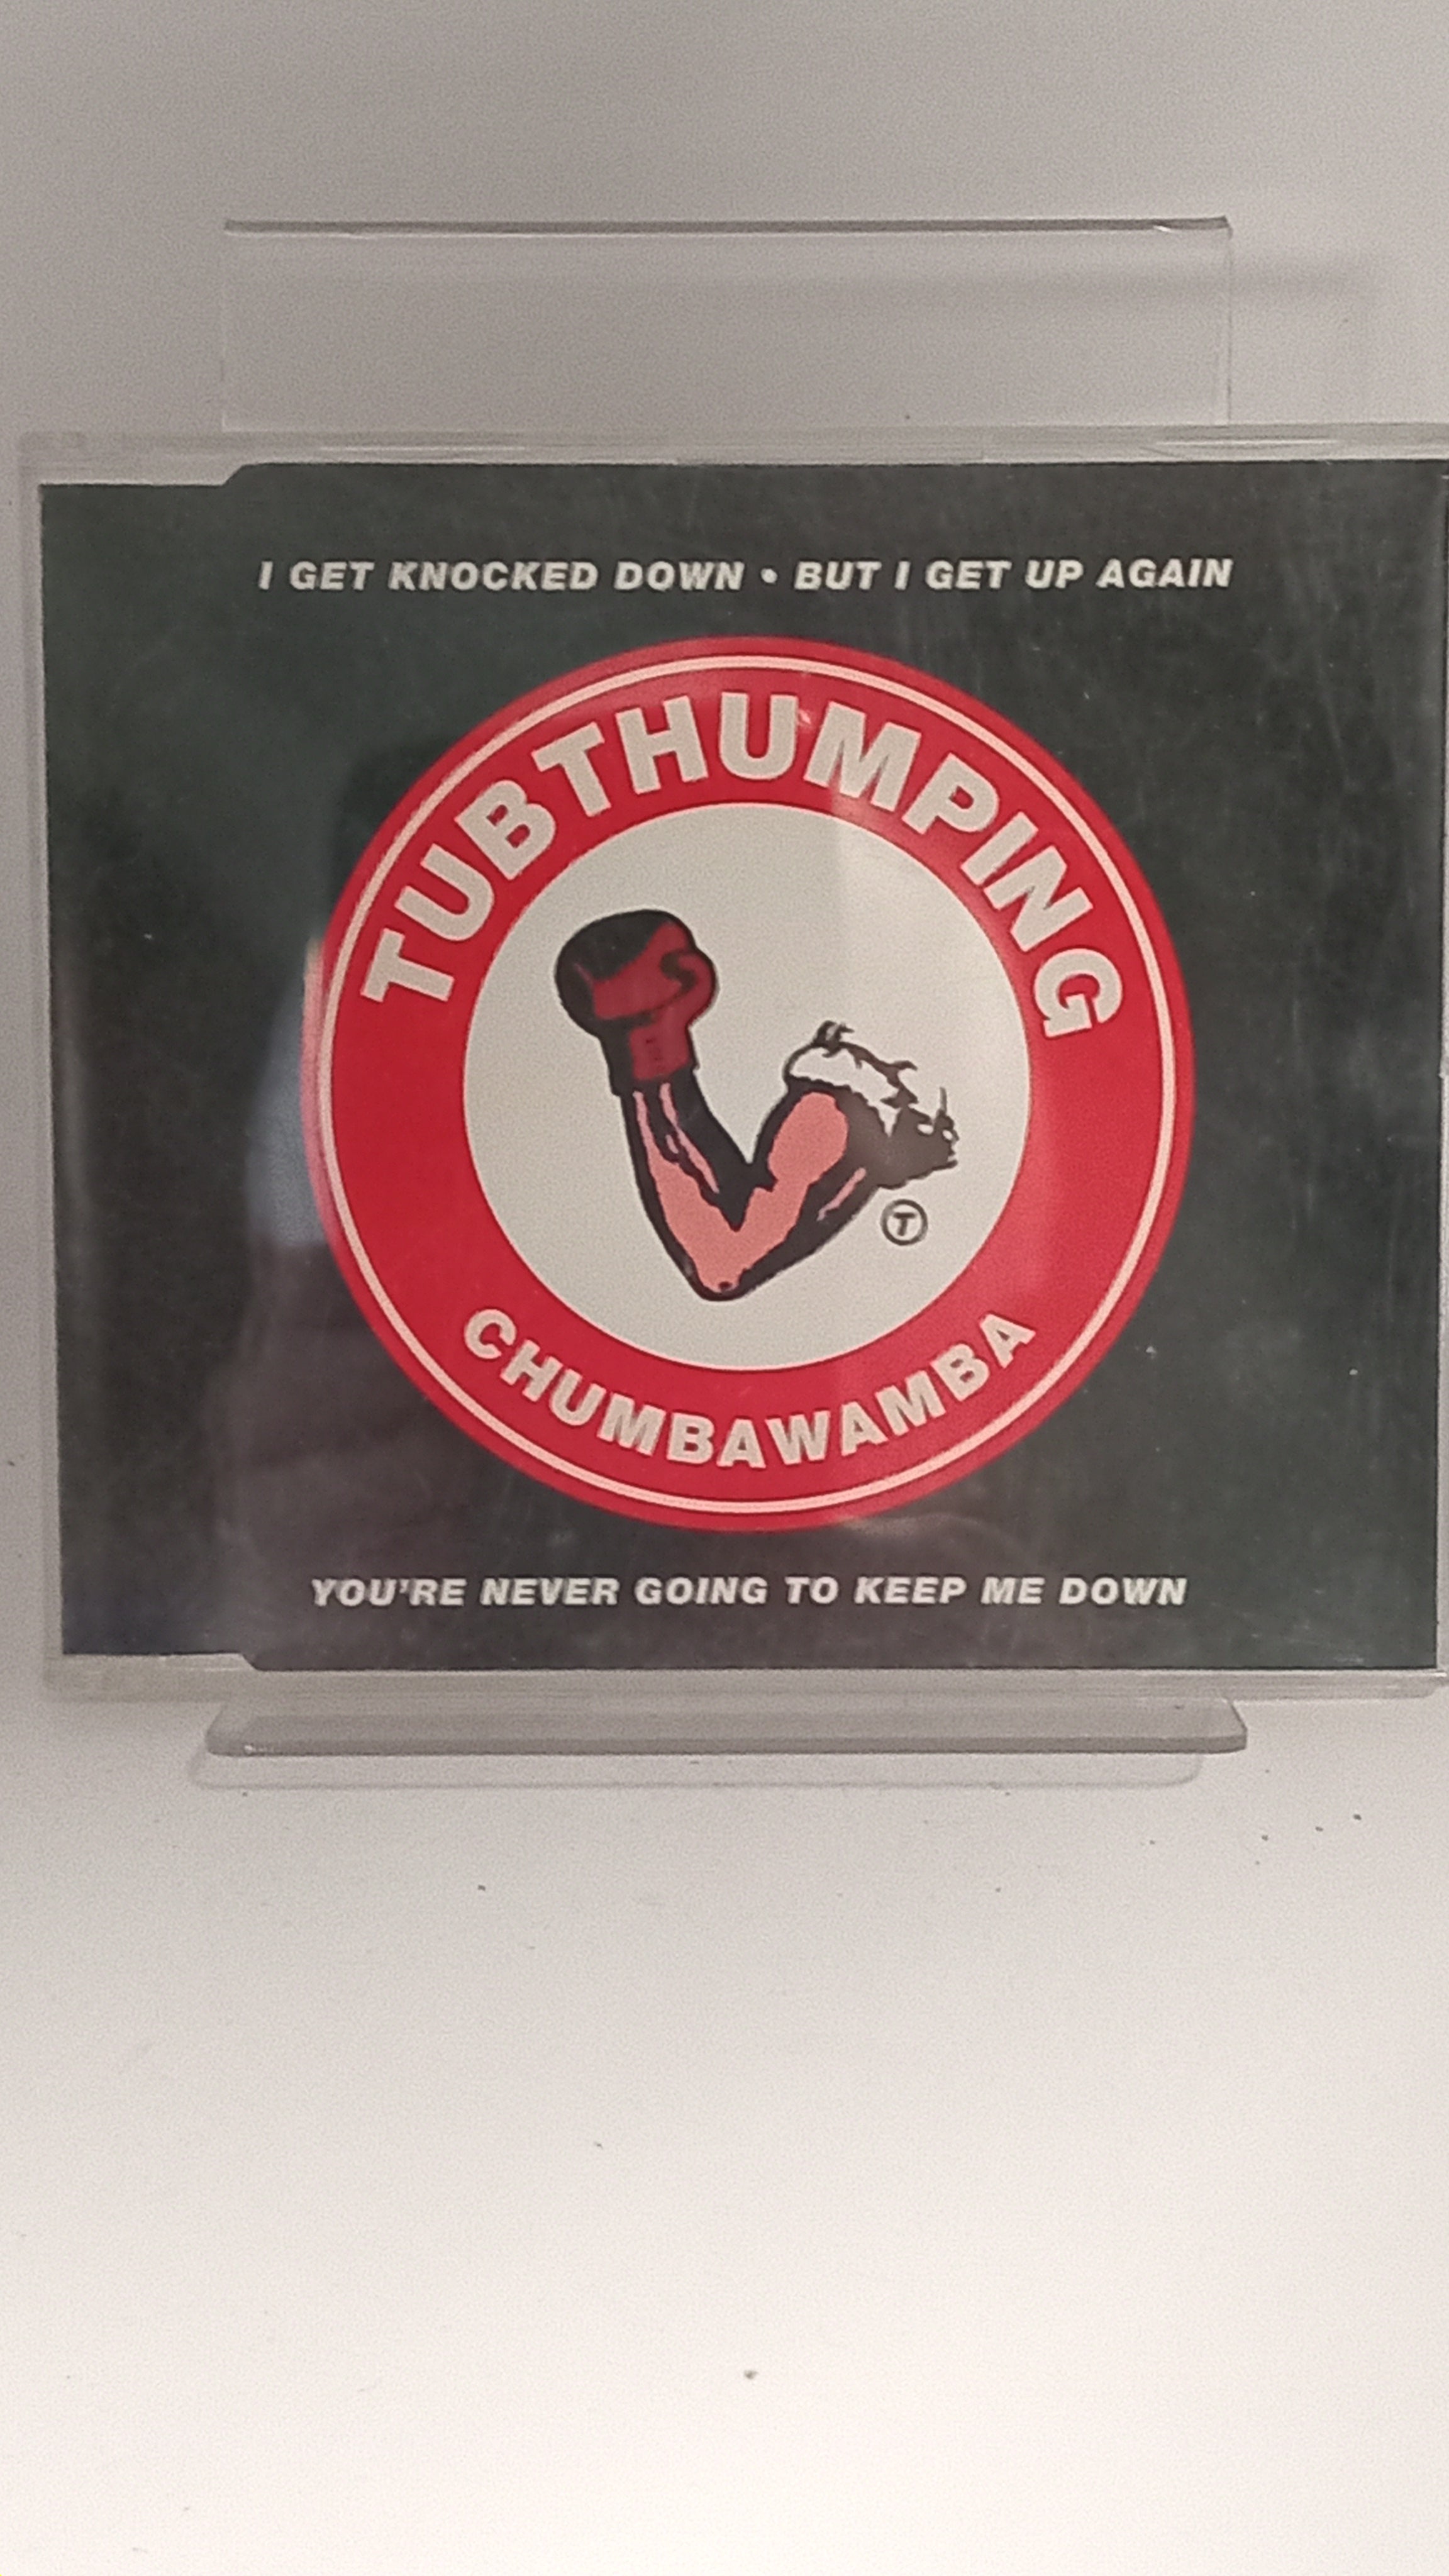 I GET KNOCKED DOWN • BUT I GET UP AGAIN
TUBTHUMPING
Ⓣ
CHUMBAWAMBA
YOU'RE NEVER GOING TO KEEP ME DOWN